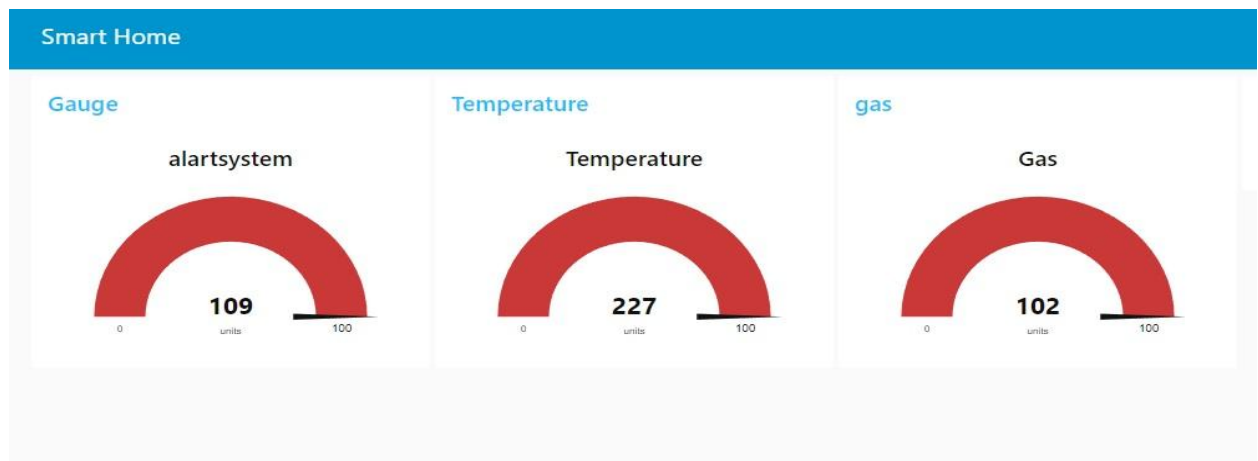 Smart Home
Gauge
alartsystem
109
0
units
100
Temperature
Temperature
227
0
units
100
gas
Gas
102
0
units
100